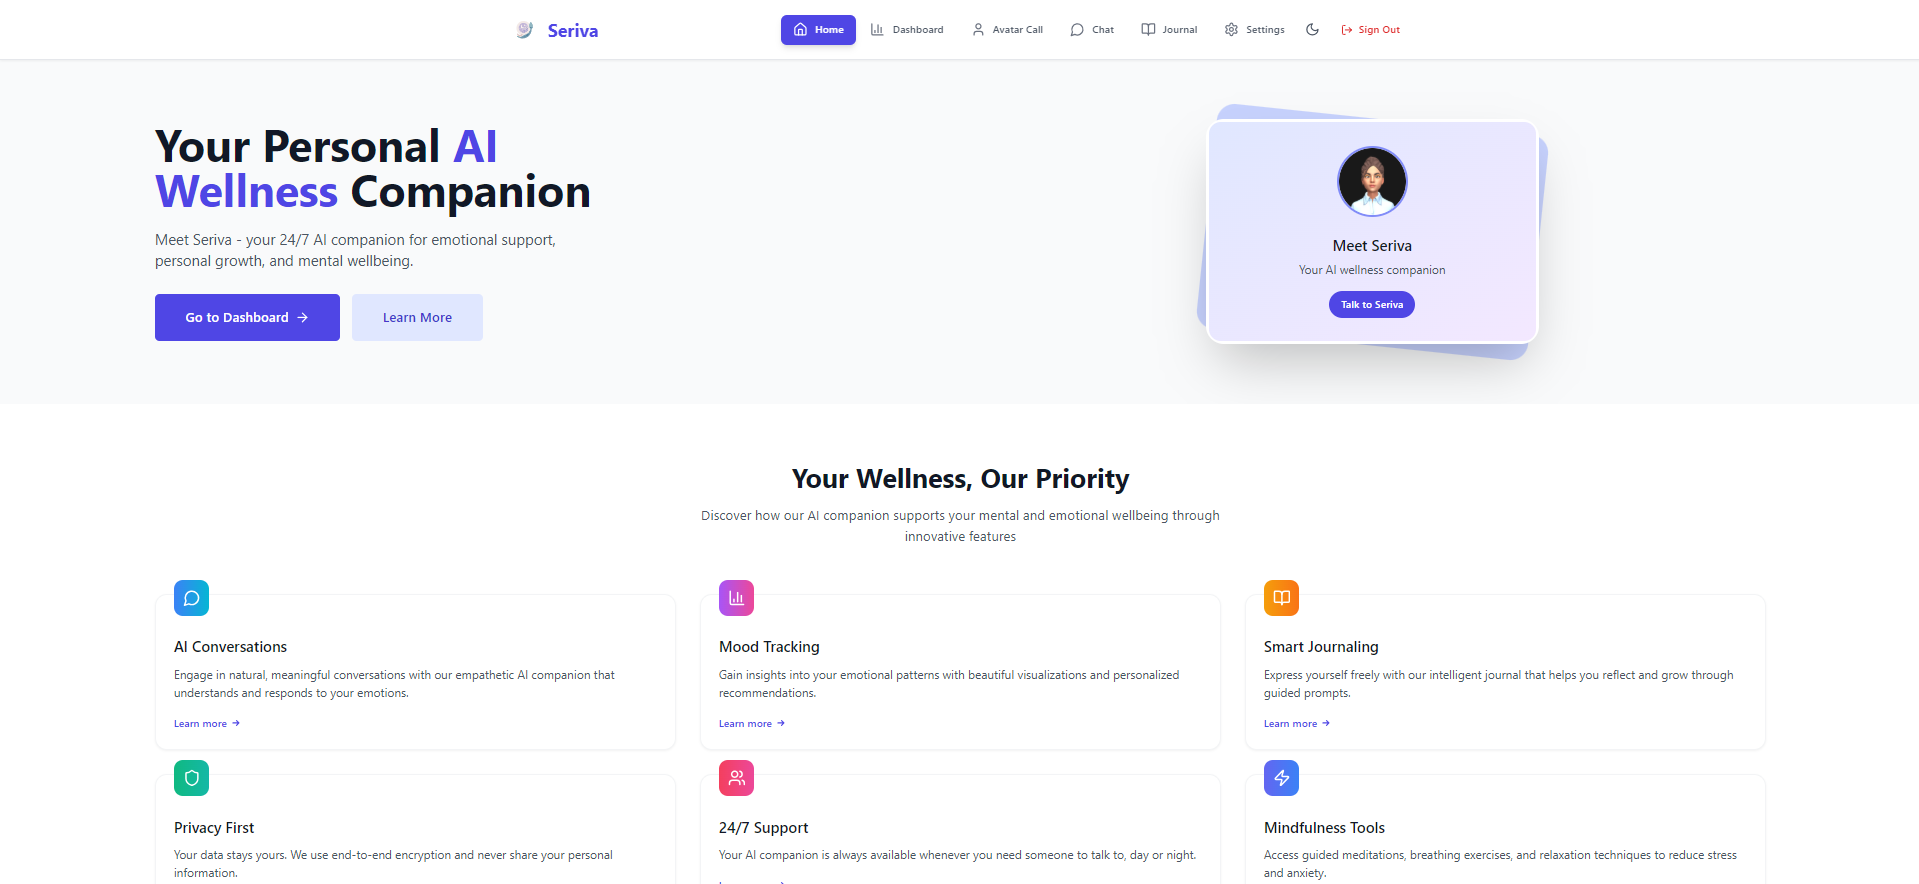 Seriva
Home
Dashboard
Avatar Call
Chat
Journal
Settings
Sign Out
Your Personal AI
Wellness Companion
Meet Seriva - your 24/7 AI companion for emotional support,
personal growth, and mental wellbeing.
Go to Dashboard
Learn More
Meet Seriva
Your AI wellness companion
Talk to Seriva
Your Wellness, Our Priority
Discover how our AI companion supports your mental and emotional wellbeing through
innovative features
AI Conversations
Engage in natural, meaningful conversations with our empathetic AI companion that
understands and responds to your emotions.
Learn more
Mood Tracking
Gain insights into your emotional patterns with beautiful visualizations and personalized
recommendations.
Learn more
Smart Journaling
Express yourself freely with our intelligent journal that helps you reflect and grow through
guided prompts.
Learn more
Privacy First
Your data stays yours. We use end-to-end encryption and never share your personal
information.
24/7 Support
Your AI companion is always available whenever you need someone to talk to, day or night.
Mindfulness Tools
Access guided meditations, breathing exercises, and relaxation techniques to reduce stress
and anxiety.